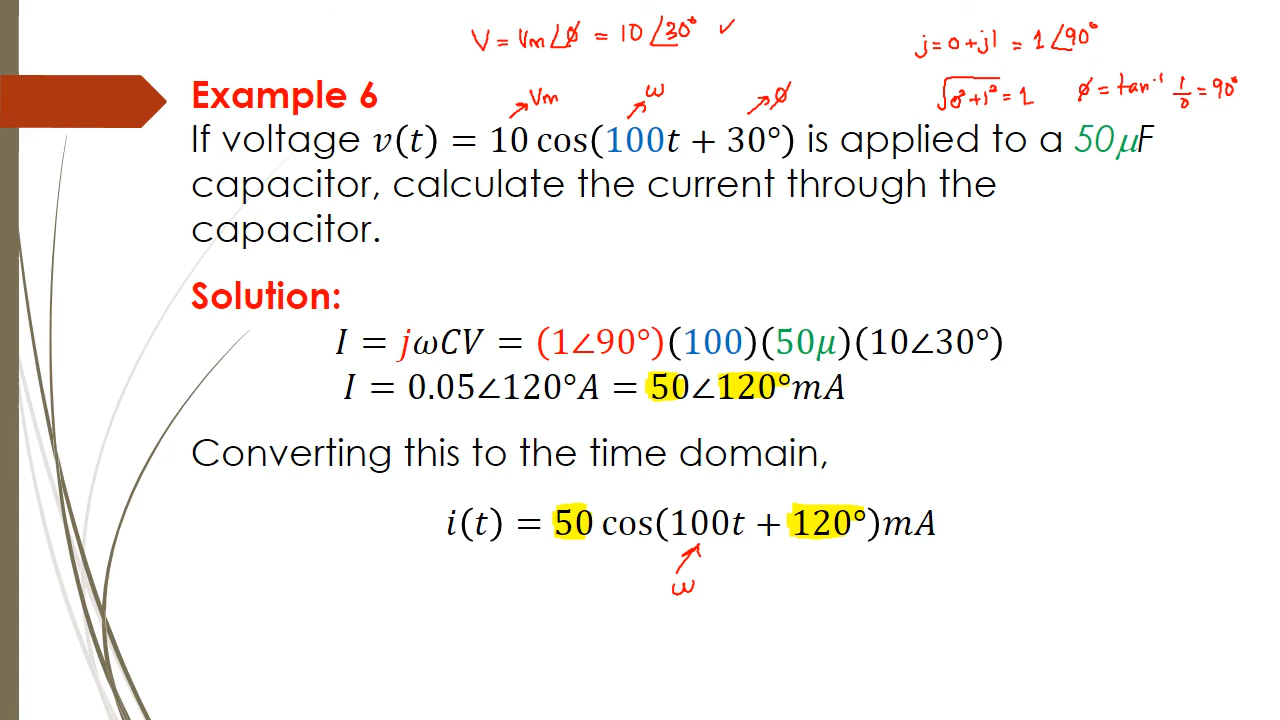 V = Vm∠φ = 10∠30° ✓
j = 0 + j1 = 1∠90°
√0² + 1² = 1 φ = tan⁻¹ 1/0 = 90°
Example 6
Vm ω φ
If voltage v(t) = 10 cos(100t + 30°) is applied to a 50μF
capacitor, calculate the current through the
capacitor.
Solution:
I = jωCV = (1∠90°)(100)(50μ)(10∠30°)
I = 0.05∠120°A = 50∠120°mA
Converting this to the time domain,
i(t) = 50 cos(100t + 120°)mA
ω